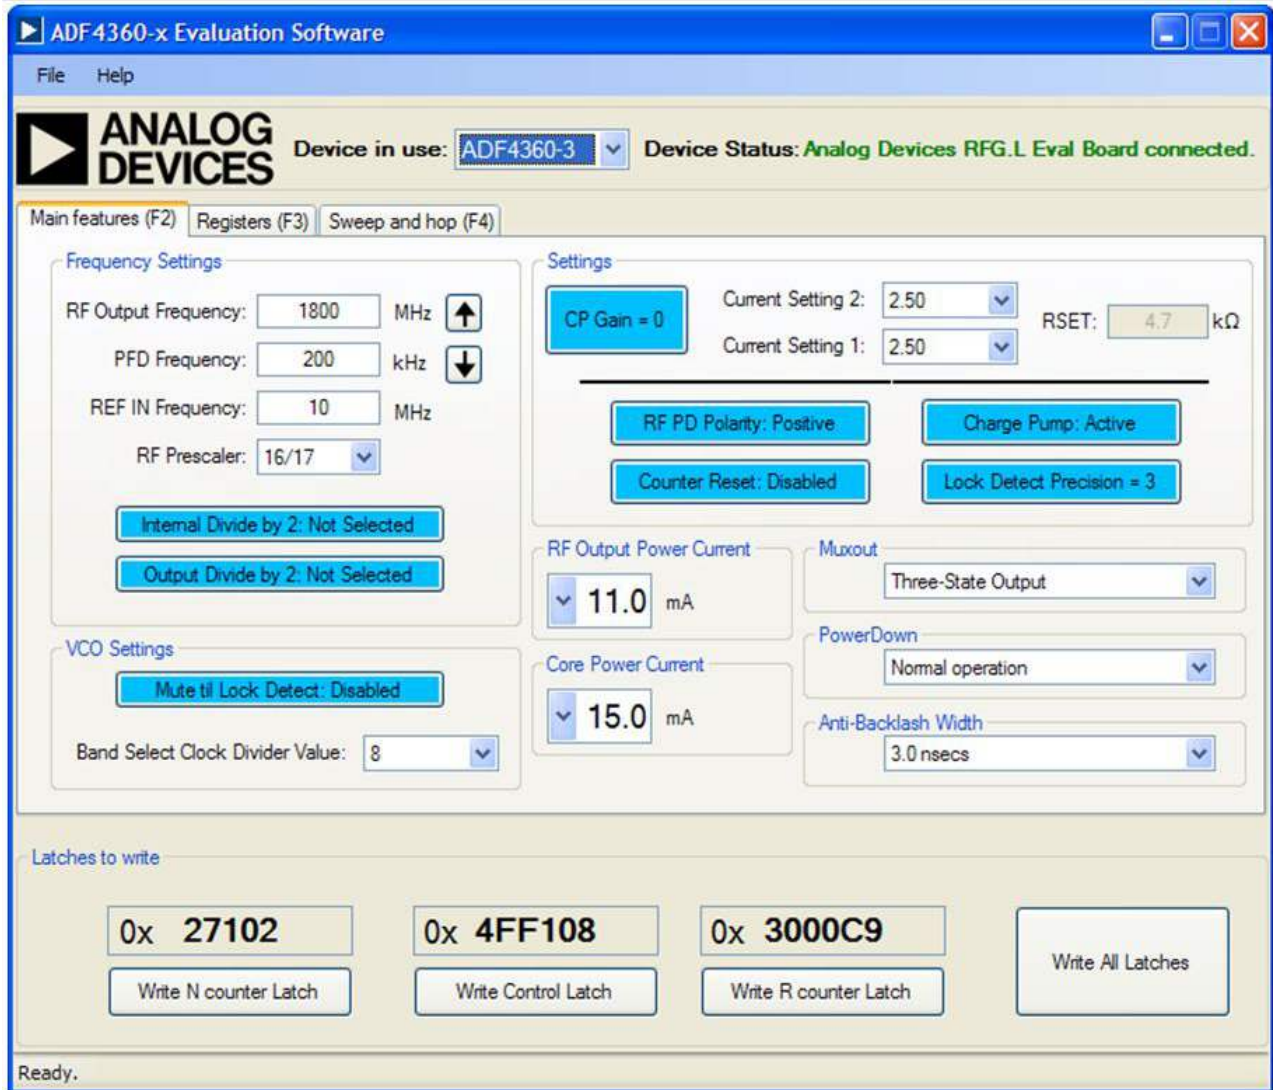 ADF4360-x Evaluation Software
File Help
ANALOG
DEVICES
Device in use: ADF4360-3 Device Status: Analog Devices RFG.L Eval Board connected.
Main features (F2) Registers (F3) Sweep and hop (F4)
Frequency Settings
RF Output Frequency: 1800 MHz
PFD Frequency: 200 kHz
REF IN Frequency: 10 MHz
RF Prescaler: 16/17
Internal Divide by 2: Not Selected
Output Divide by 2: Not Selected
VCO Settings
Mute til Lock Detect: Disabled
Band Select Clock Divider Value: 8
Settings
CP Gain = 0
Current Setting 2: 2.50
Current Setting 1: 2.50
RSET: 4.7 kΩ
RF PD Polarity: Positive
Charge Pump: Active
Counter Reset: Disabled
Lock Detect Precision = 3
RF Output Power Current
11.0 mA
Core Power Current
15.0 mA
Muxout
Three-State Output
PowerDown
Normal operation
Anti-Backlash Width
3.0 nsecs
Latches to write
0x 27102 0x 4FF108 0x 3000C9
Write N counter Latch Write Control Latch Write R counter Latch
Write All Latches
Ready.